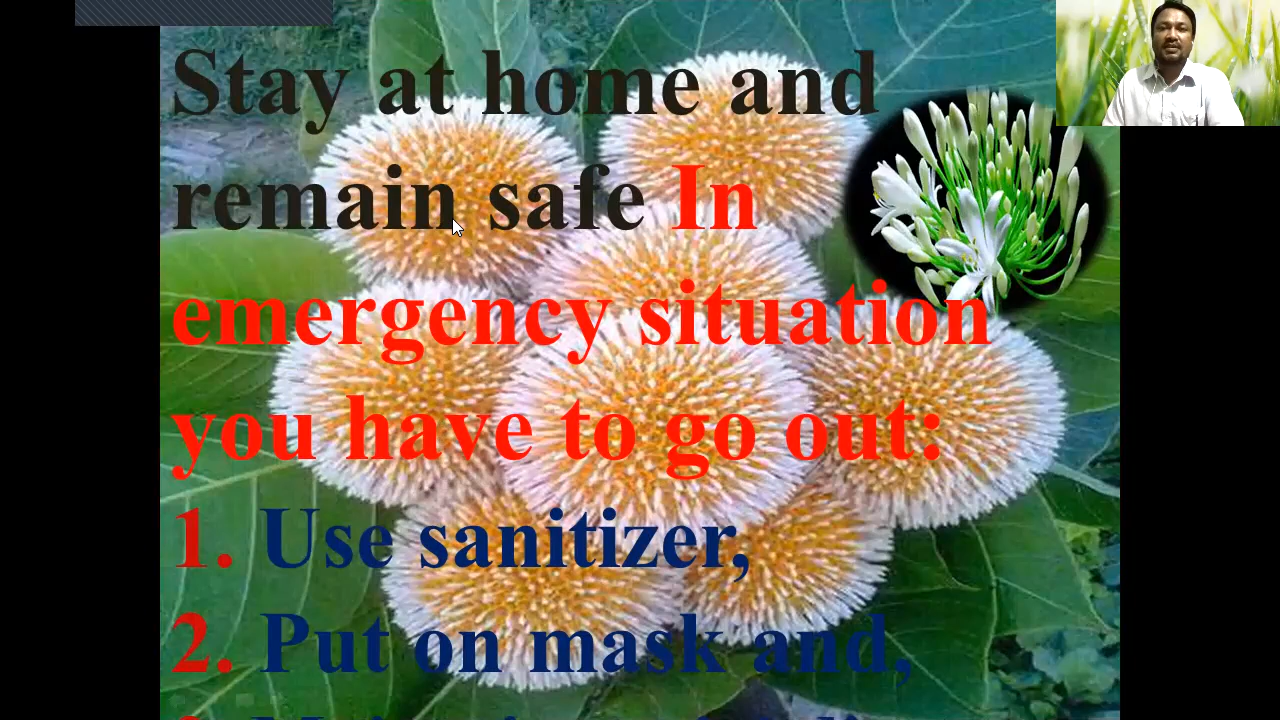 Stay at home and
remain safe In
emergency situation
you have to go out:
1. Use sanitizer,
2. Put on mask and,